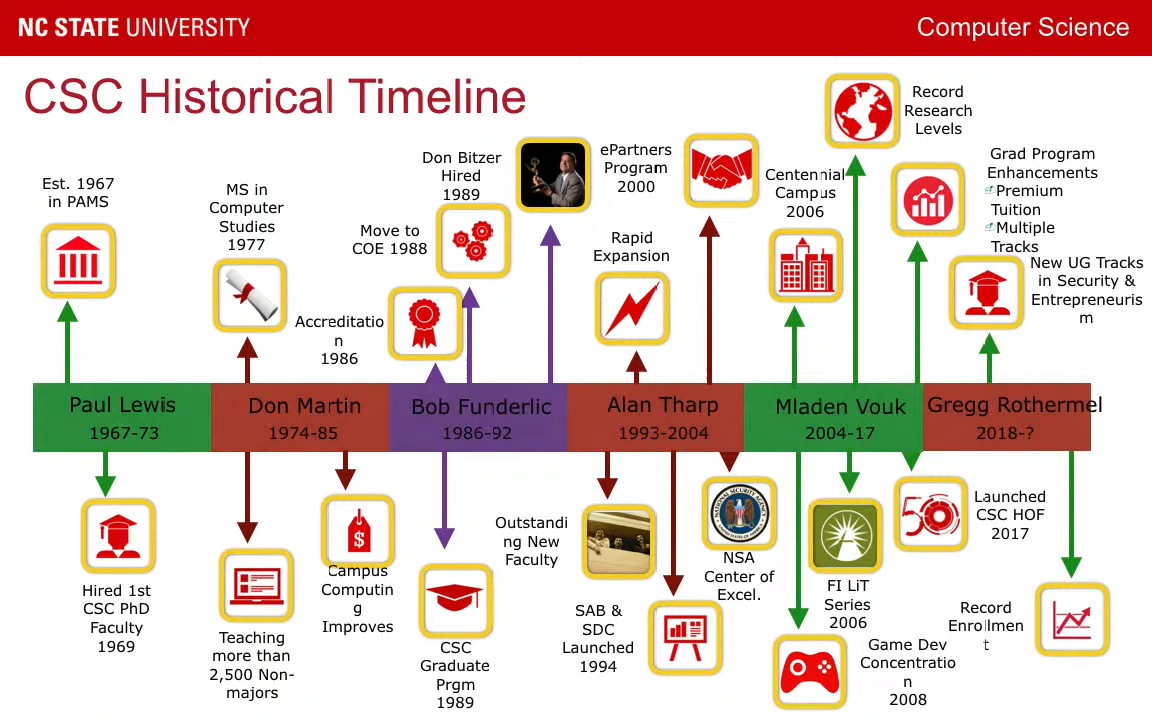 NC STATE UNIVERSITY
Computer Science
CSC Historical Timeline
Est. 1967
in PAMS
MS in
Computer
Studies
1977
Accreditatio
n
1986
Move to
COE 1988
Don Bitzer
Hired
1989
ePartners
Program
2000
Rapid
Expansion
Centennial
Campus
2006
Record
Research
Levels
Grad Program
Enhancements
Premium
Tuition
Multiple
Tracks
New UG Tracks
in Security &
Entrepreneuris
m
Paul Lewis
1967-73
Don Martin
1974-85
Bob Funderlic
1986-92
Alan Tharp
1993-2004
Mladen Vouk
2004-17
Gregg Rothermel
2018-?
Hired 1st
CSC PhD
Faculty
1969
Teaching
more than
2,500 Non-
majors
$
Campus
Computin
g
Improves
CSC
Graduate
Prgm
1989
Outstandi
ng New
Faculty
SAB &
SDC
Launched
1994
NSA
Center of
Excel.
FI LiT
Series
2006
Game Dev
Concentratio
n
2008
50
Launched
CSC HOF
2017
Record
Enrollmen
t